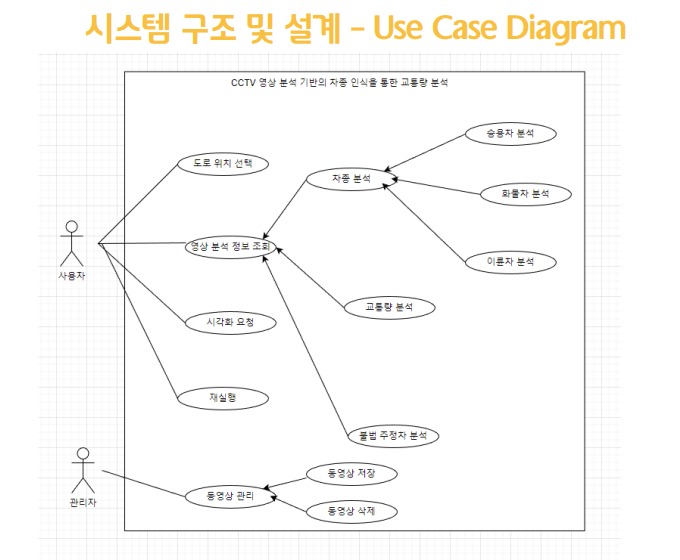 시스템 구조 및 설계 – Use Case Diagram
CCTV 영상 분석 기반의 차종 인식을 통한 교통량 분석
승용차 분석
도로 위치 선택
차종 분석
화물차 분석
사용자
영상 분석 정보 조회
이륜차 분석
교통량 분석
시각화 요청
재실행
불법 주정차 분석
관리자
동영상 저장
동영상 관리
동영상 삭제